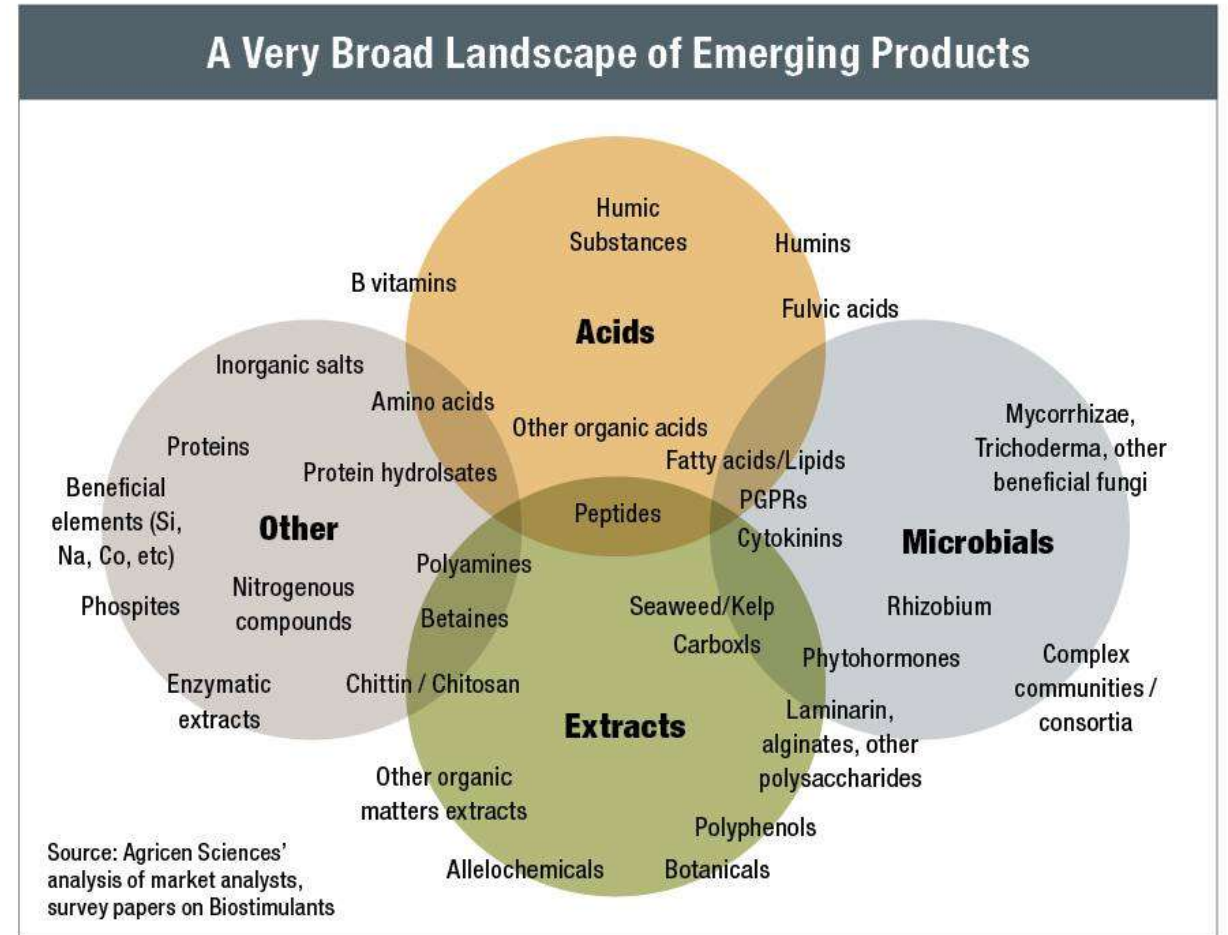 A Very Broad Landscape of Emerging Products
Humic
Substances
Humins
B vitamins
Fulvic acids
Acids
Inorganic salts
Amino acids
Other organic acids
Mycorrhizae,
Trichoderma, other
beneficial fungi
Proteins
Protein hydrolsates
Fatty acids/Lipids
Beneficial
elements (Si,
Na, Co, etc)
Other
Peptides
PGPRs
Cytokinins
Microbials
Polyamines
Nitrogenous
compounds
Phospites
Betaines
Seaweed/Kelp
Carboxls
Rhizobium
Phytohormones
Complex
communities /
consortia
Enzymatic
extracts
Chittin / Chitosan
Extracts
Laminarin,
alginates, other
polysaccharides
Other organic
matters extracts
Polyphenols
Allelochemicals
Botanicals
Source: Agricen Sciences’
analysis of market analysts,
survey papers on Biostimulants